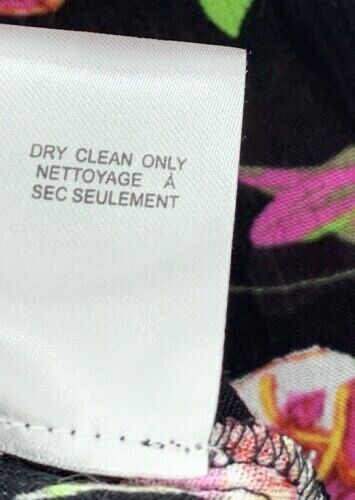 DRY CLEAN ONLY
NETTOYAGE À
SEC SEULEMENT